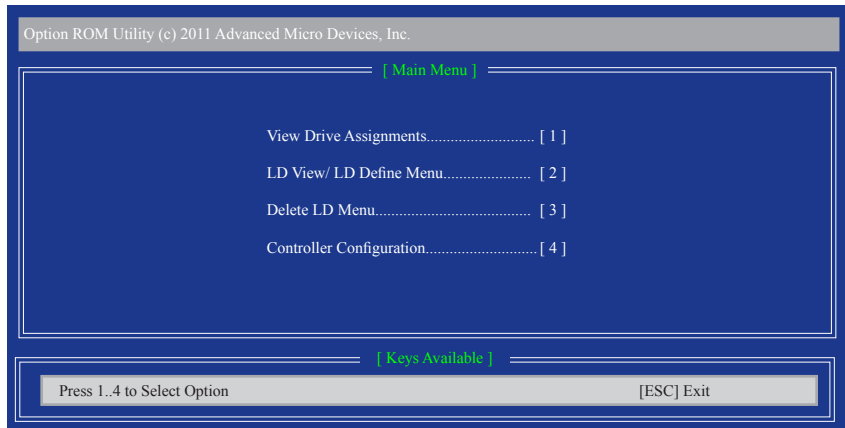 Option ROM Utility (c) 2011 Advanced Micro Devices, Inc.
[ Main Menu ]
View Drive Assignments........................... [ 1 ]
LD View/ LD Define Menu...................... [ 2 ]
Delete LD Menu....................................... [ 3 ]
Controller Configuration............................[ 4 ]
[ Keys Available ]
Press 1..4 to Select Option [ESC] Exit